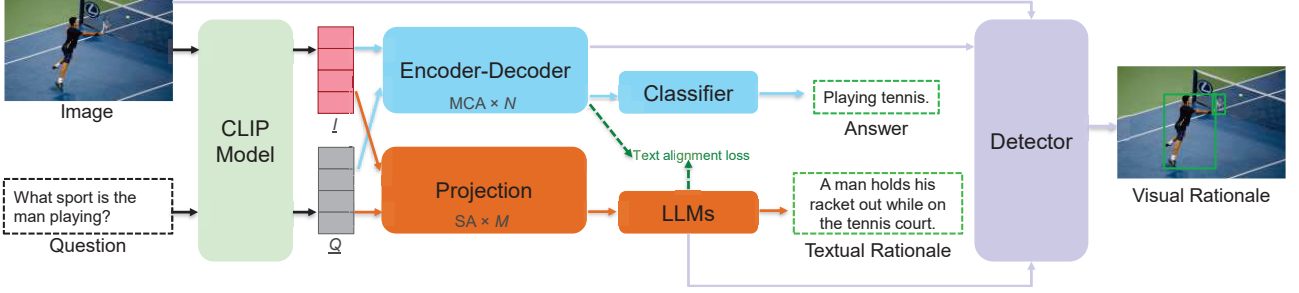 Image
What sport is the
man playing?
Question
CLIP
Model
I
Q
Encoder-Decoder
MCA × N
Projection
SA × M
Classifier
Text alignment loss
LLMs
Playing tennis.
Answer
A man holds his
racket out while on
the tennis court.
Textual Rationale
Detector
Visual Rationale